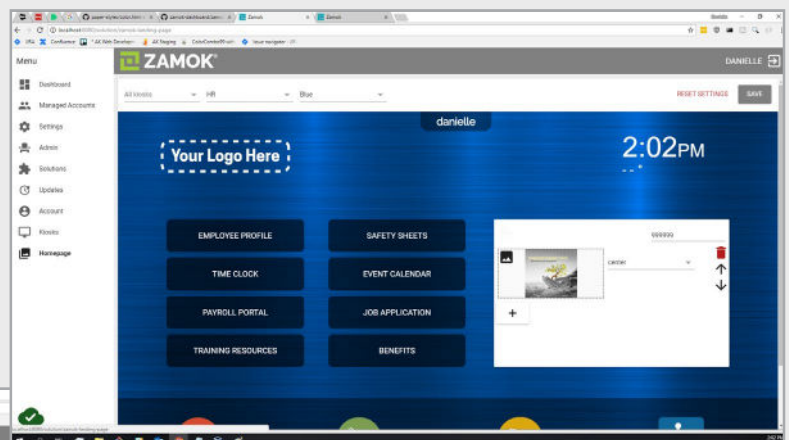 Zamok
Zamok
Menu
ZAMOK
DANIELLE
Dashboard
Managed Accounts
Settings
Admin
Solutions
Updates
Account
Kiosks
Homepage
All kiosks
HR
Blue
RESET SETTINGS
SAVE
danielle
Your Logo Here
2:02PM
--°
EMPLOYEE PROFILE
SAFETY SHEETS
TIME CLOCK
EVENT CALENDAR
PAYROLL PORTAL
JOB APPLICATION
TRAINING RESOURCES
BENEFITS
999999
center
+